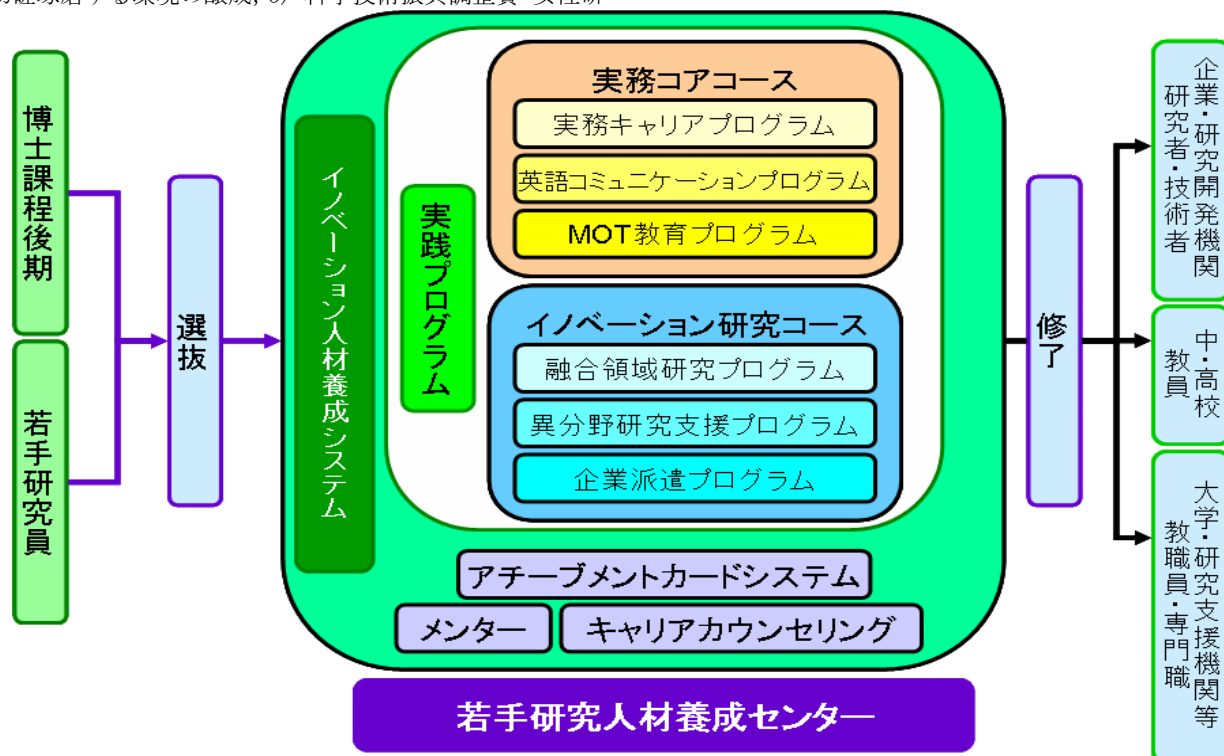 博士課程後期
若手研究員
選抜
イノベーション人材養成システム
実践プログラム
実務コアコース
実務キャリアプログラム
英語コミュニケーションプログラム
MOT教育プログラム
イノベーション研究コース
融合領域研究プログラム
異分野研究支援プログラム
企業派遣プログラム
アチーブメントカードシステム
メンター
キャリアカウンセリング
若手研究人材養成センター
修了
企業・研究開発機関
研究者・技術者
中・高校
教員
大学・研究支援機関等
教職員・専門職